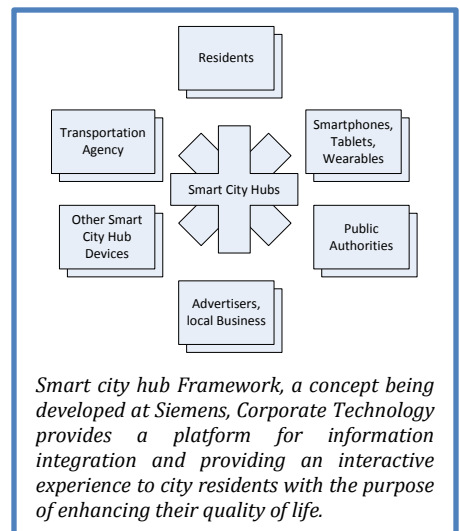 Residents
Transportation
Agency
Smartphones,
Tablets,
Wearables
Smart City Hubs
Other Smart
City Hub
Devices
Public
Authorities
Advertisers,
local Business
Smart city hub Framework, a concept being
developed at Siemens, Corporate Technology
provides a platform for information
integration and providing an interactive
experience to city residents with the purpose
of enhancing their quality of life.